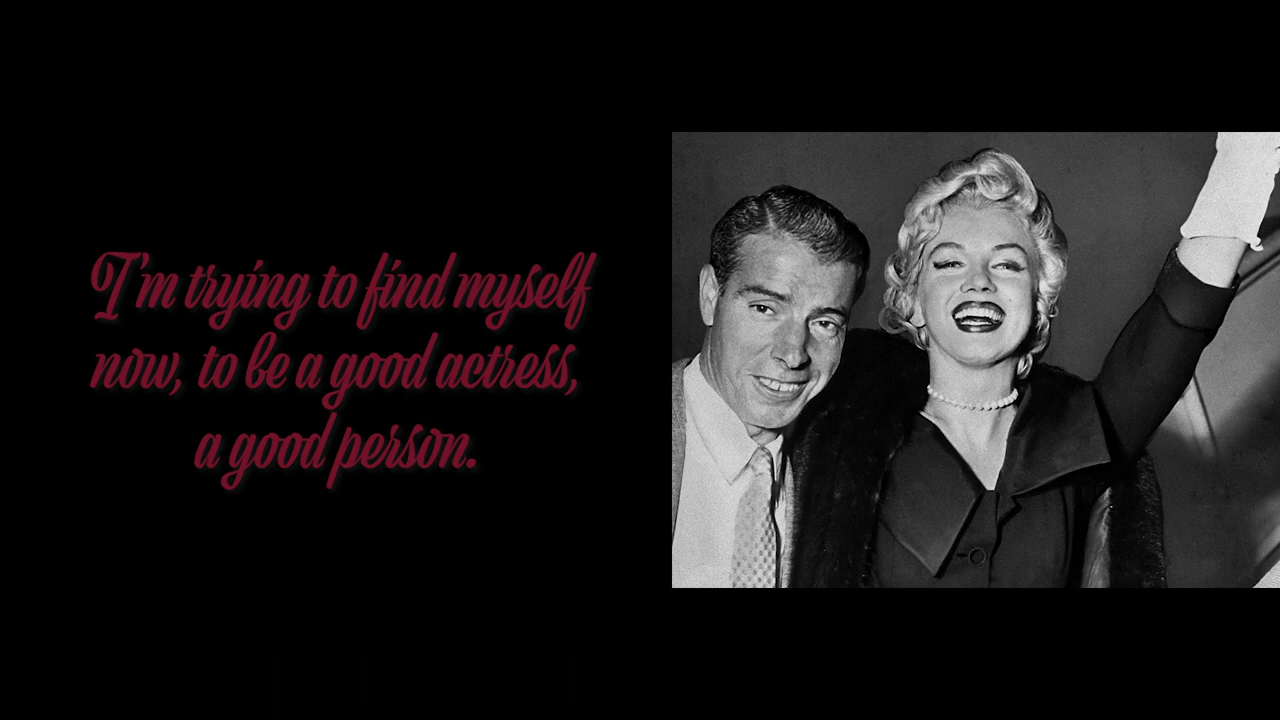 I'm trying to find myself
now, to be a good actress,
a good person.